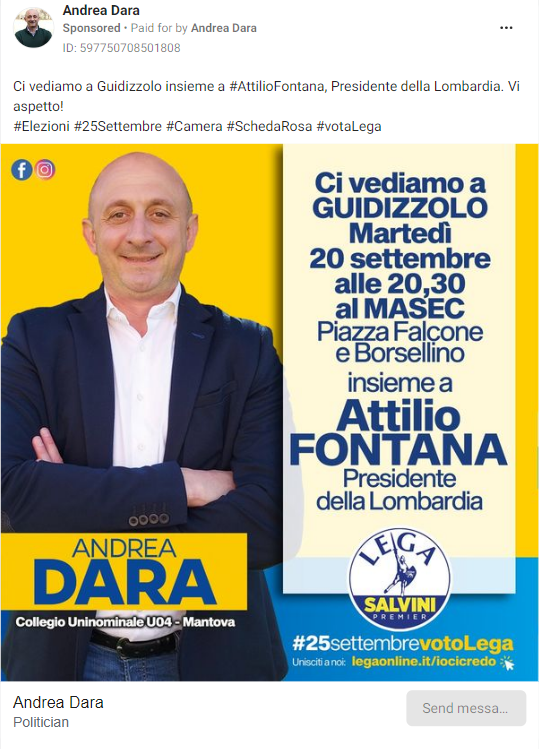 Andrea Dara
Sponsored • Paid for by Andrea Dara
ID: 597750708501808
Ci vediamo a Guidizzolo insieme a #AttilioFontana, Presidente della Lombardia. Vi
aspetto!
#Elezioni #25Settembre #Camera #SchedaRosa #votaLega
Ci vediamo a
GUIDIZZOLO
Martedì
20 settembre
alle 20,30
al MASEC
Piazza Falcone
e Borsellino
insieme a
Attilio
FONTANA
Presidente
della Lombardia
ANDREA
DARA
Collegio Uninominale U04 - Mantova
LEGA
SALVINI
PREMIER
#25settembrevotoLega
Unisciti a noi: legaonline.it/iocicredo
Andrea Dara
Politician
Send messa...